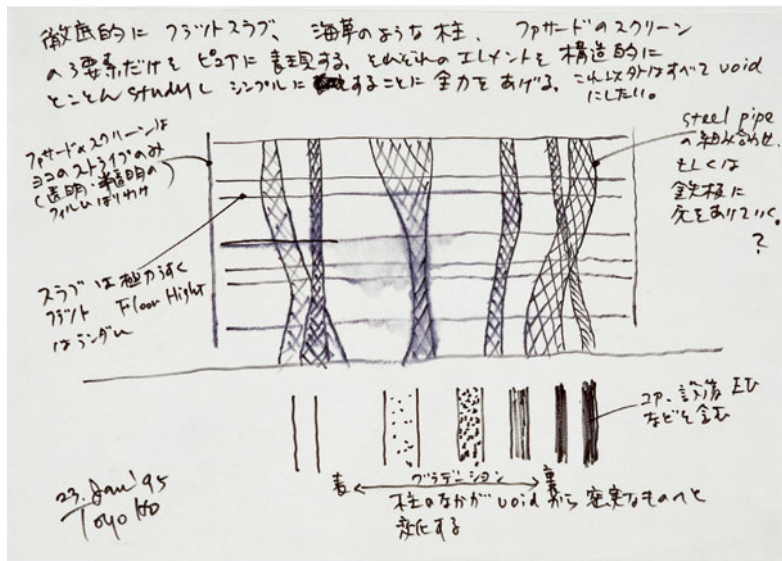 徹底的に フラットスラブ、 海草のような柱、 ファサードのスクリーン
の3要素だけを ピュアに表現する。 それぞれのエレメントを 構造的に
とことん studyし シンプルに することに 全力を あげる。 これ以外はすべて void
にしたい。
ファサードのスクリーンは
ヨコのストライプのみ
(透明・半透明の
フィルムはりわけ
steel pipe
の組み合わせ、
もしくは
鉄板に
穴をあけていく。
?
スラブは極力うすく
フラット Floor Hight
はランダム
コア、設備 EV
などを含む
表 グラデーション 裏
柱のなかが void から 密実なものへと
変化する
23. Jan' 95
Toyo Ito